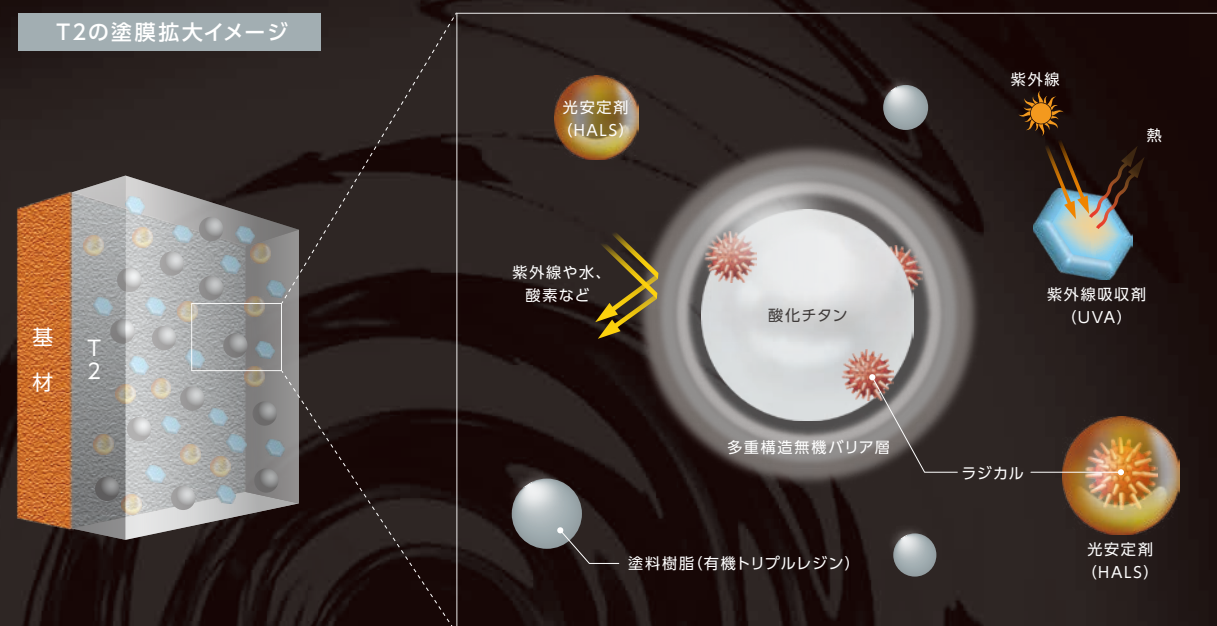 T2の塗膜拡大イメージ
光安定剤
(HALS)
紫外線
熱
紫外線や水、
酸素など
酸化チタン
紫外線吸収剤
(UVA)
基材
T2
多重構造無機バリア層
ラジカル
塗料樹脂(有機トリプルレジン)
光安定剤
(HALS)